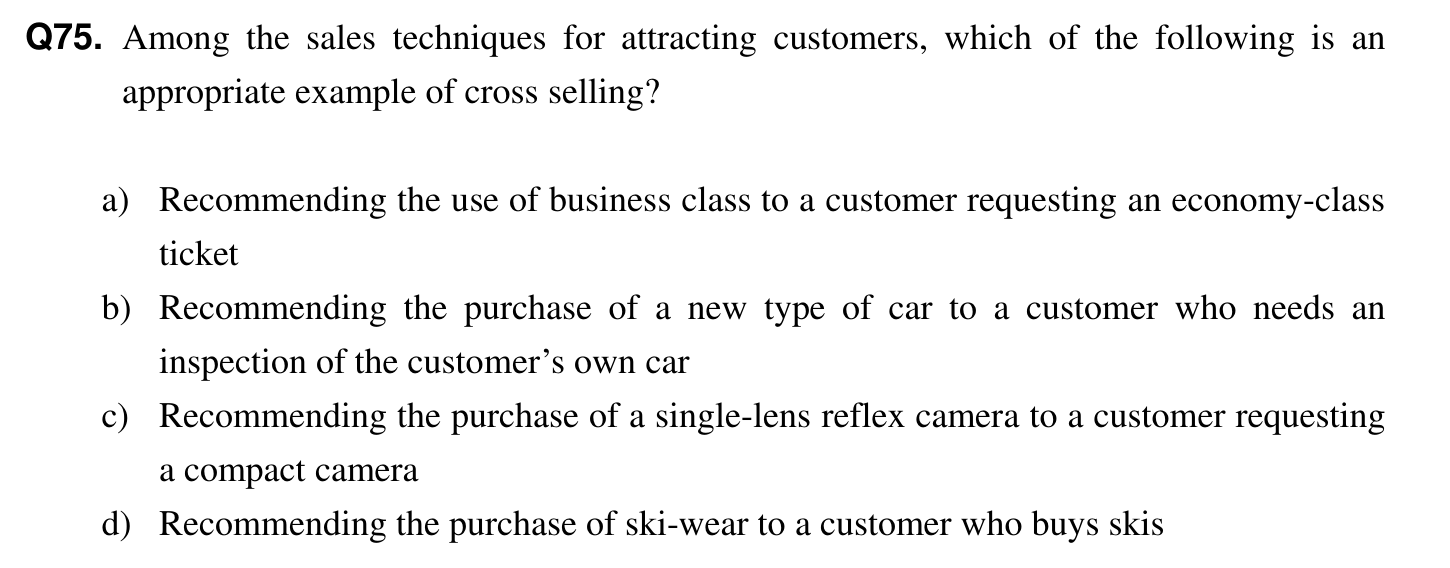 Q75. Among the sales techniques for attracting customers, which of the following is an
appropriate example of cross selling?
a) Recommending the use of business class to a customer requesting an economy-class
ticket
b) Recommending the purchase of a new type of car to a customer who needs an
inspection of the customer’s own car
c) Recommending the purchase of a single-lens reflex camera to a customer requesting
a compact camera
d) Recommending the purchase of ski-wear to a customer who buys skis